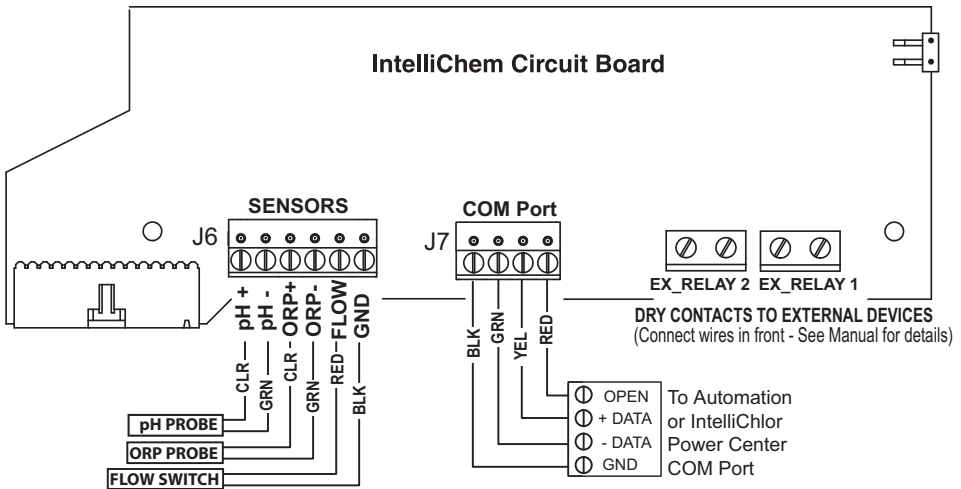 IntelliChem Circuit Board
SENSORS
J6
pH +
pH -
ORP+
ORP-
FLOW
GND
CLR
GRN
CLR
GRN
RED
BLK
pH PROBE
ORP PROBE
FLOW SWITCH
COM Port
J7
BLK
GRN
YEL
RED
EX_RELAY 2 EX_RELAY 1
DRY CONTACTS TO EXTERNAL DEVICES
(Connect wires in front - See Manual for details)
OPEN To Automation
+ DATA or IntelliChlor
- DATA Power Center
GND COM Port